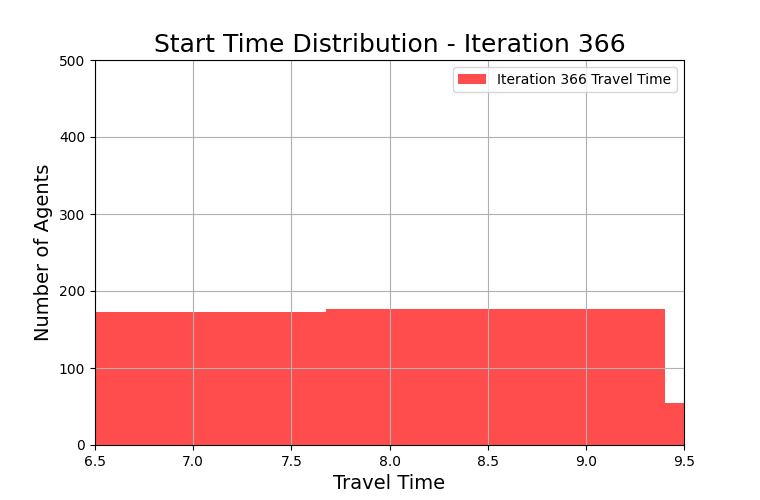 Start Time Distribution - Iteration 366
Iteration 366 Travel Time
Number of Agents
500
400
300
200
100
0
6.5 7.0 7.5 8.0 8.5 9.0 9.5
Travel Time